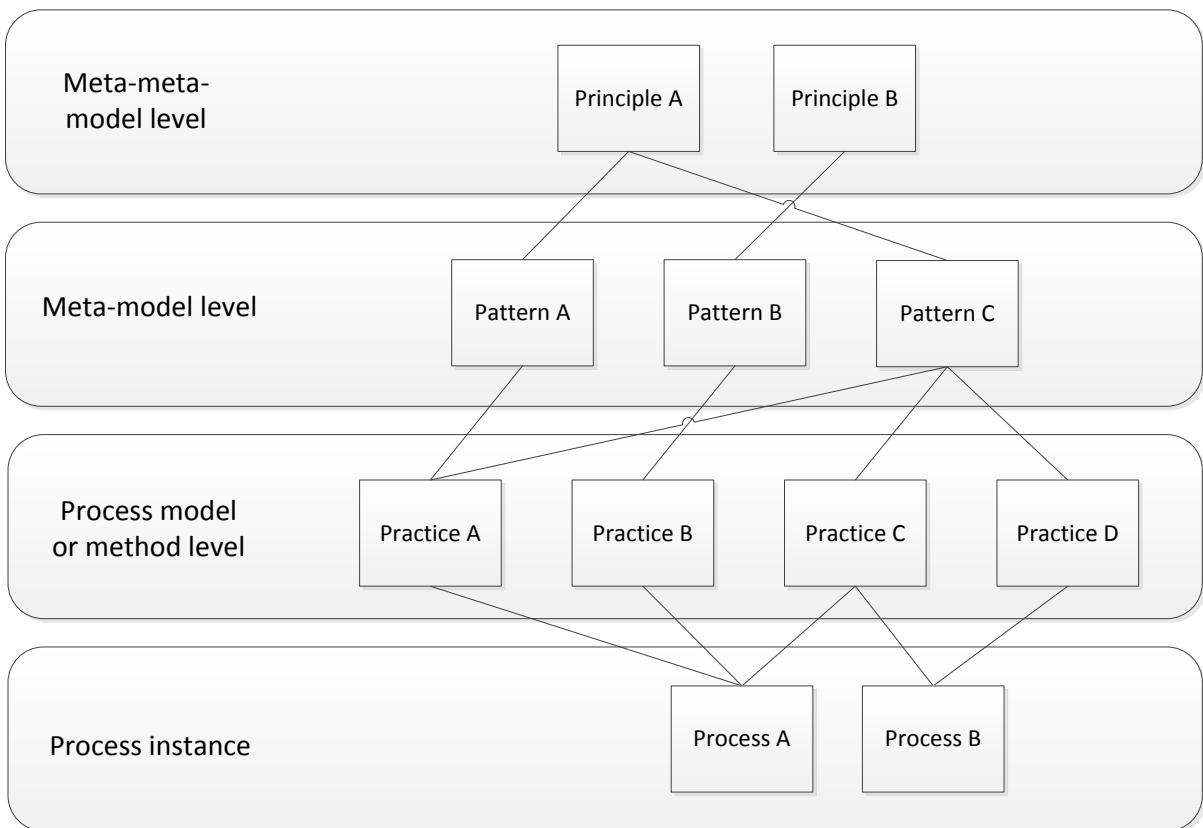 Meta-meta-
model level
Principle A
Principle B
Meta-model level
Pattern A
Pattern B
Pattern C
Process model
or method level
Practice A
Practice B
Practice C
Practice D
Process instance
Process A
Process B